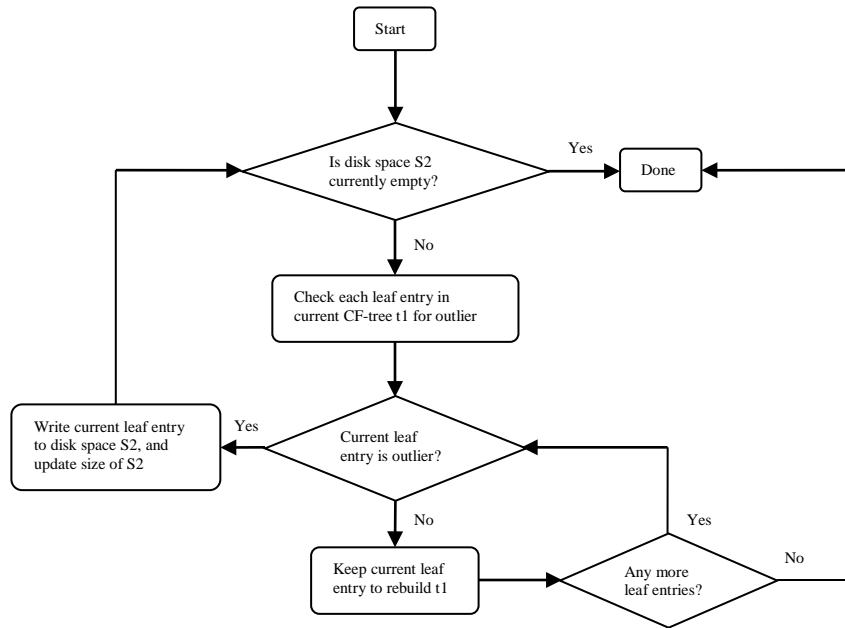 Start
Is disk space S2
currently empty?
Yes
Done
No
Check each leaf entry in
current CF-tree t1 for outlier
Write current leaf entry
to disk space S2, and
update size of S2
Yes
Current leaf
entry is outlier?
No
Yes
Keep current leaf
entry to rebuild t1
Any more
leaf entries?
No